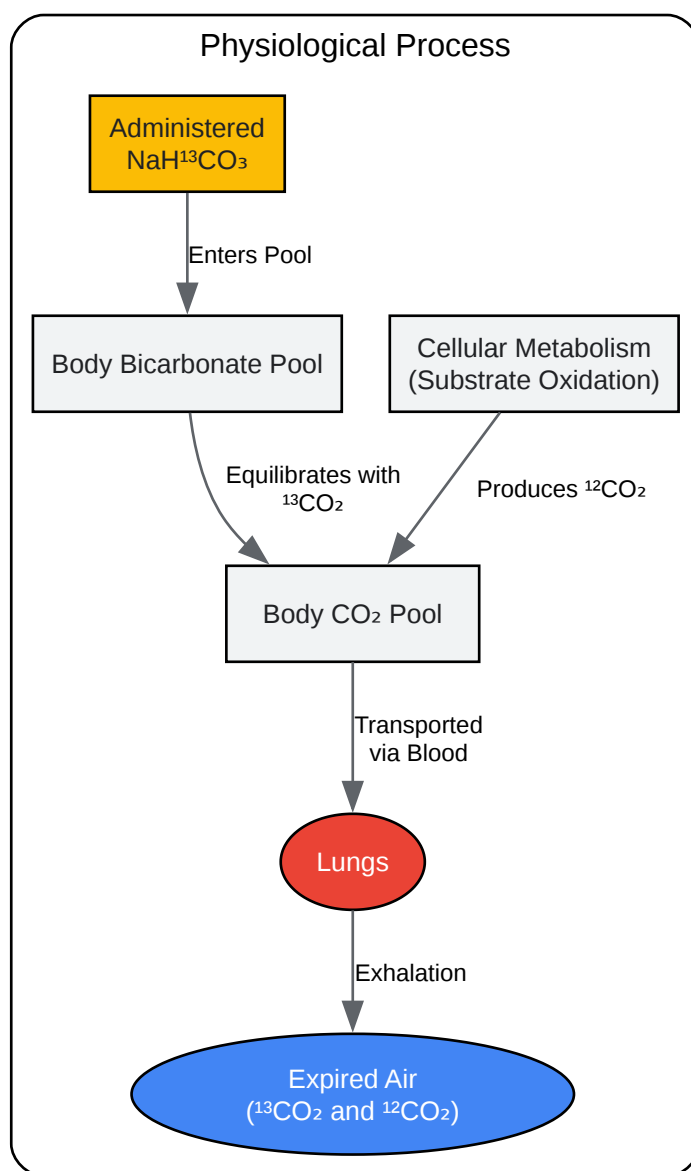 Physiological Process
Administered
NaH¹³CO₃
Enters Pool
Body Bicarbonate Pool
Cellular Metabolism
(Substrate Oxidation)
Equilibrates with
¹³CO₂
Produces ¹²CO₂
Body CO₂ Pool
Transported
via Blood
Lungs
Exhalation
Expired Air
(¹³CO₂ and ¹²CO₂)